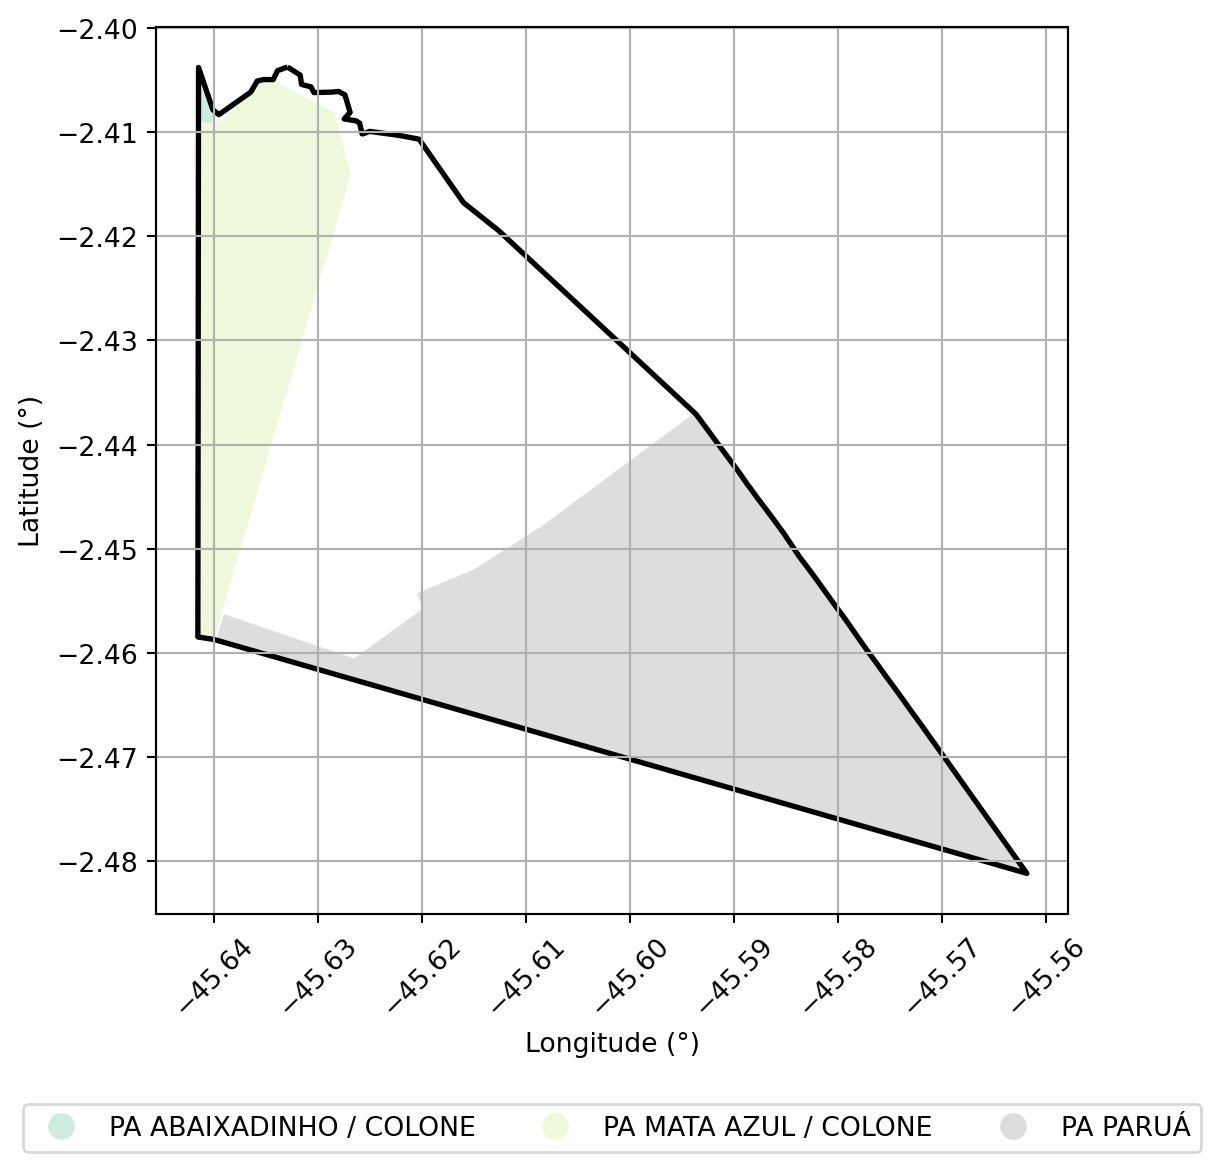 −2.40
−2.41
−2.42
−2.43
−2.44
−2.45
−2.46
−2.47
−2.48
Latitude (°)
−45.64 −45.63 −45.62 −45.61 −45.60 −45.59 −45.58 −45.57 −45.56
Longitude (°)
PA ABAIXADINHO / COLONE PA MATA AZUL / COLONE PA PARUÁ